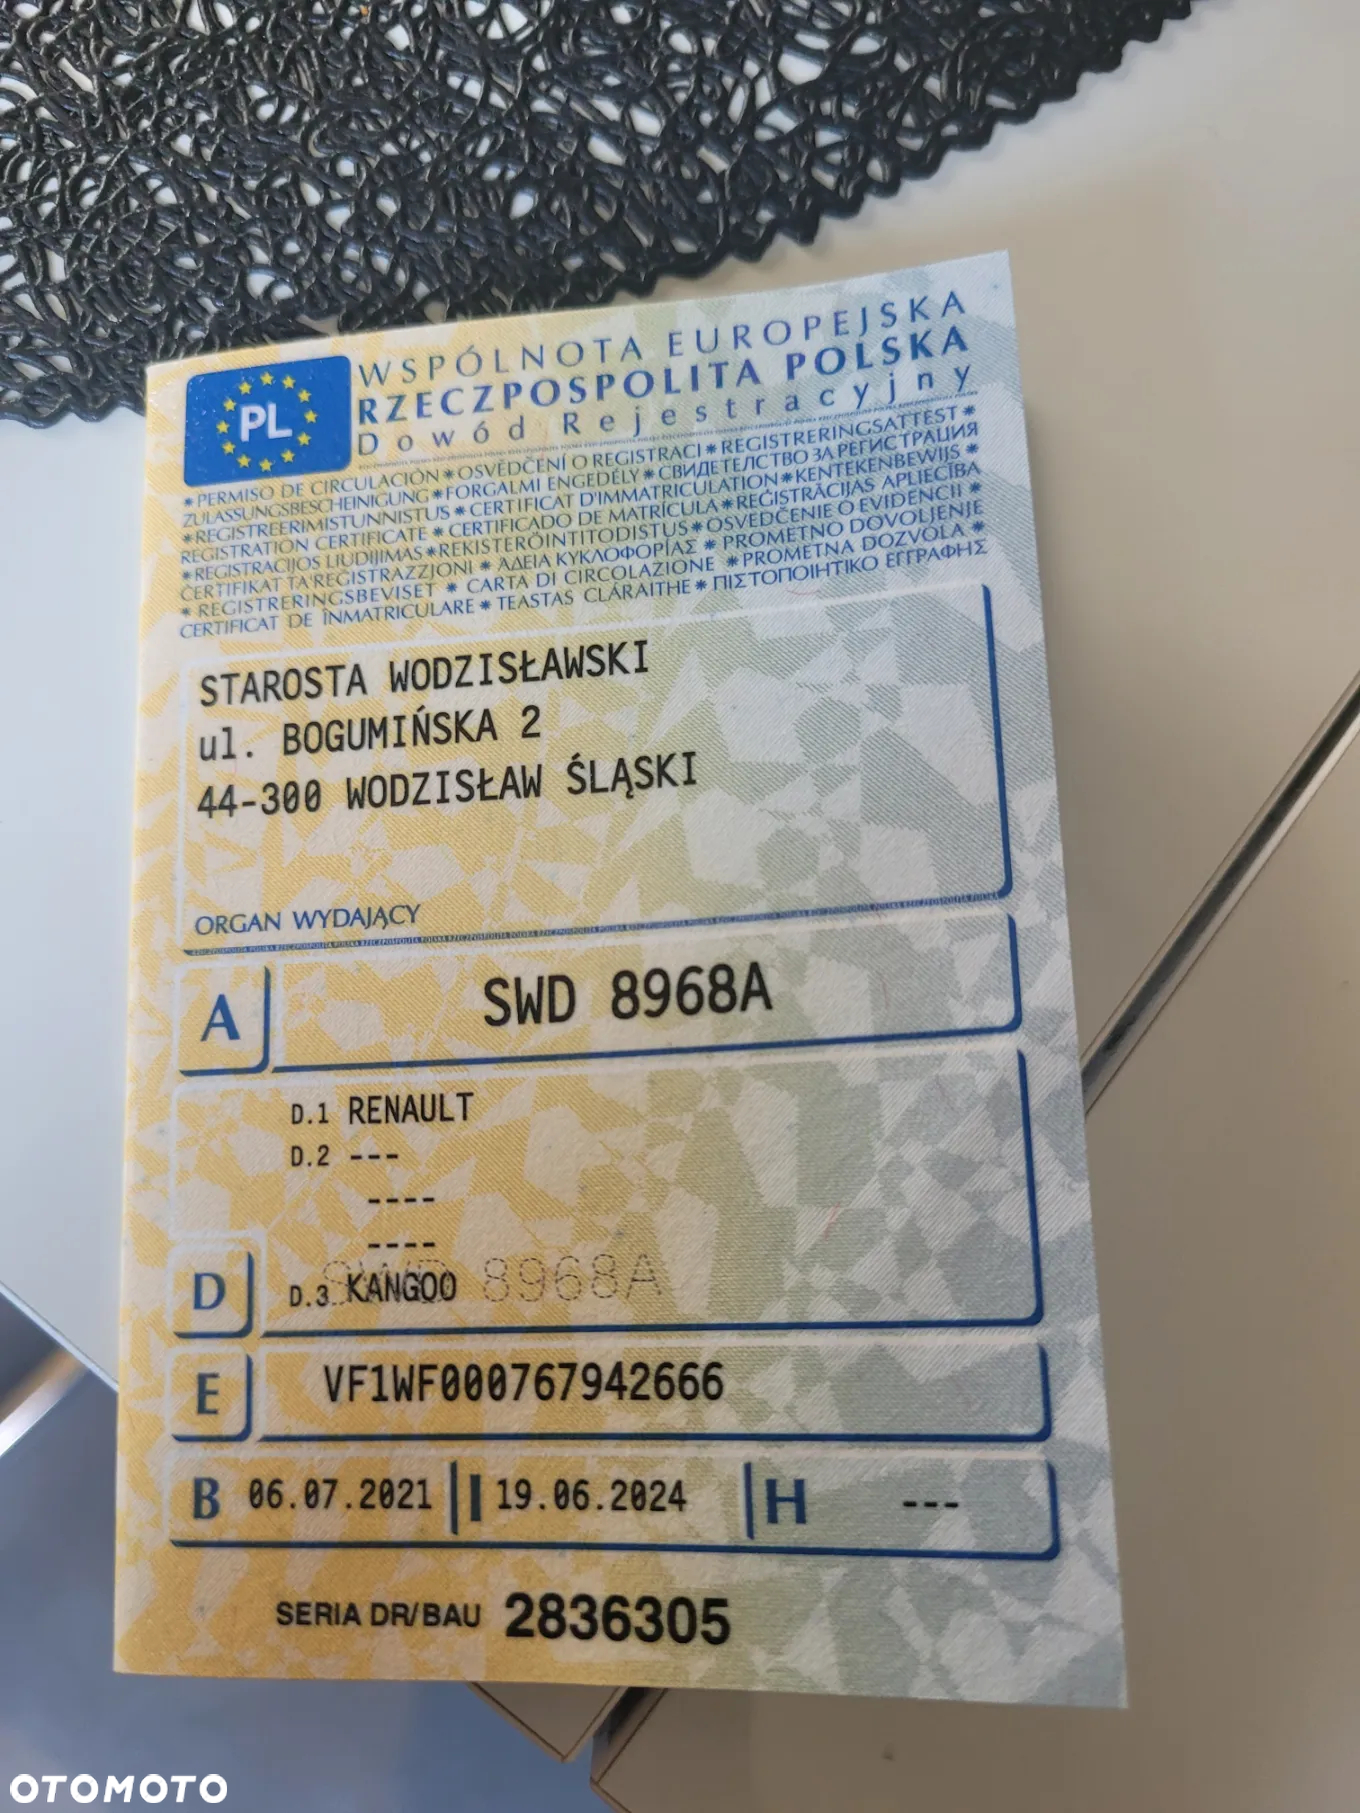 WSPÓLNOTA EUROPEJSKA
RZECZPOSPOLITA POLSKA
Dowód Rejestracyjny
PL
* PERMISO DE CIRCULACIÓN * OSVĚDČENÍ O REGISTRACI * REGISTRERINGSATTEST *
ZULASSUNGSBESCHEINIGUNG * FORGALMI ENGEDÉLY * СВИДЕТЕЛСТВО ЗА РЕГИСТРАЦИЯ
* REGISTREERIMISTUNNISTUS * CERTIFICAT D'IMMATRICULATION * KENTEKENBEWIJS *
REGISTRATION CERTIFICATE * CERTIFICADO DE MATRÍCULA * REĢISTRĀCIJAS APLIECĪBA
* REGISTRACIJOS LIUDIJIMAS * REKISTERÖINTITODISTUS * OSVEDČENIE O EVIDENCII *
ĊERTIFIKAT TA'REĠISTRAZZJONI * ΆΔΕΙΑ ΚΥΚΛΟΦΟΡΊΑΣ * PROMETNO DOVOLJENJE
* REGISTRERINGSBEVISET * CARTA DI CIRCOLAZIONE * PROMETNA DOZVOLA *
CERTIFICAT DE ÎNMATRICULARE * TEASTAS CLÁRAITHE * ΠΙΣΤΟΠΟΙΗΤΙΚΟ ΕΓΓΡΑΦΗΣ
STAROSTA WODZISŁAWSKI
ul. BOGUMIŃSKA 2
44-300 WODZISŁAW ŚLĄSKI
ORGAN WYDAJĄCY
A SWD 8968A
D.1 RENAULT
D.2 ---
----
----
D D.3 KANGOO
SWD 8968A
E VF1WF000767942666
B 06.07.2021 I 19.06.2024 H ---
SERIA DR/BAU 2836305
OTOMOTO